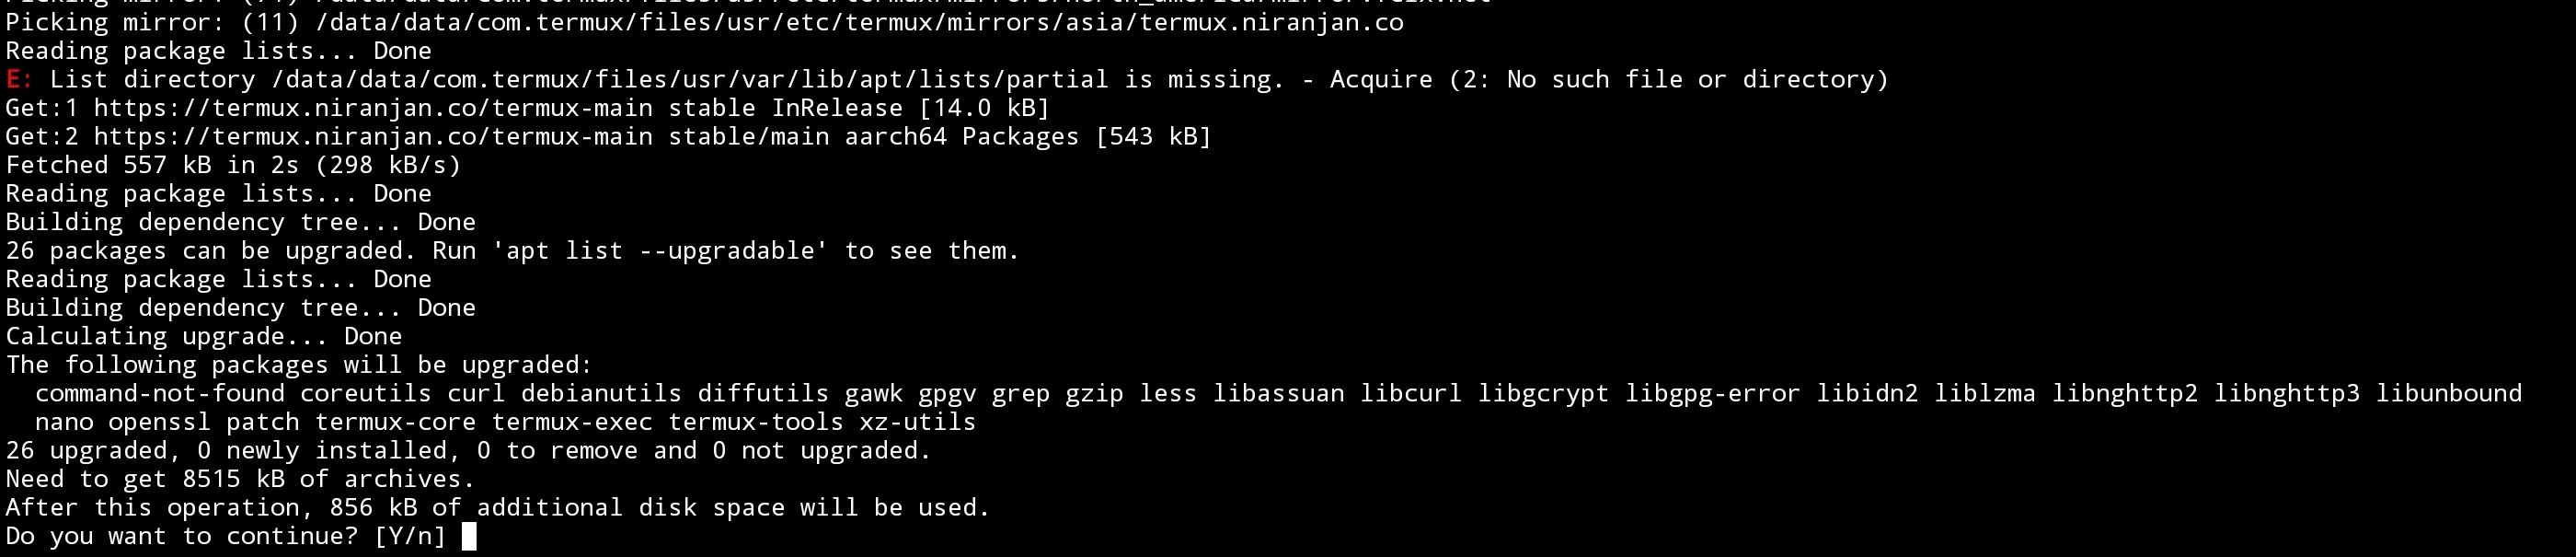 Picking mirror: (11) /data/data/com.termux/files/usr/etc/termux/mirrors/asia/termux.niranjan.co
Reading package lists... Done
E: List directory /data/data/com.termux/files/usr/var/lib/apt/lists/partial is missing. - Acquire (2: No such file or directory)
Get:1 https://termux.niranjan.co/termux-main stable InRelease [14.0 kB]
Get:2 https://termux.niranjan.co/termux-main stable/main aarch64 Packages [543 kB]
Fetched 557 kB in 2s (298 kB/s)
Reading package lists... Done
Building dependency tree... Done
26 packages can be upgraded. Run 'apt list --upgradable' to see them.
Reading package lists... Done
Building dependency tree... Done
Calculating upgrade... Done
The following packages will be upgraded:
  command-not-found coreutils curl debianutils diffutils gawk gpgv grep gzip less libassuan libcurl libgcrypt libgpg-error libidn2 liblzma libnghttp2 libnghttp3 libunbound
  nano openssl patch termux-core termux-exec termux-tools xz-utils
26 upgraded, 0 newly installed, 0 to remove and 0 not upgraded.
Need to get 8515 kB of archives.
After this operation, 856 kB of additional disk space will be used.
Do you want to continue? [Y/n]